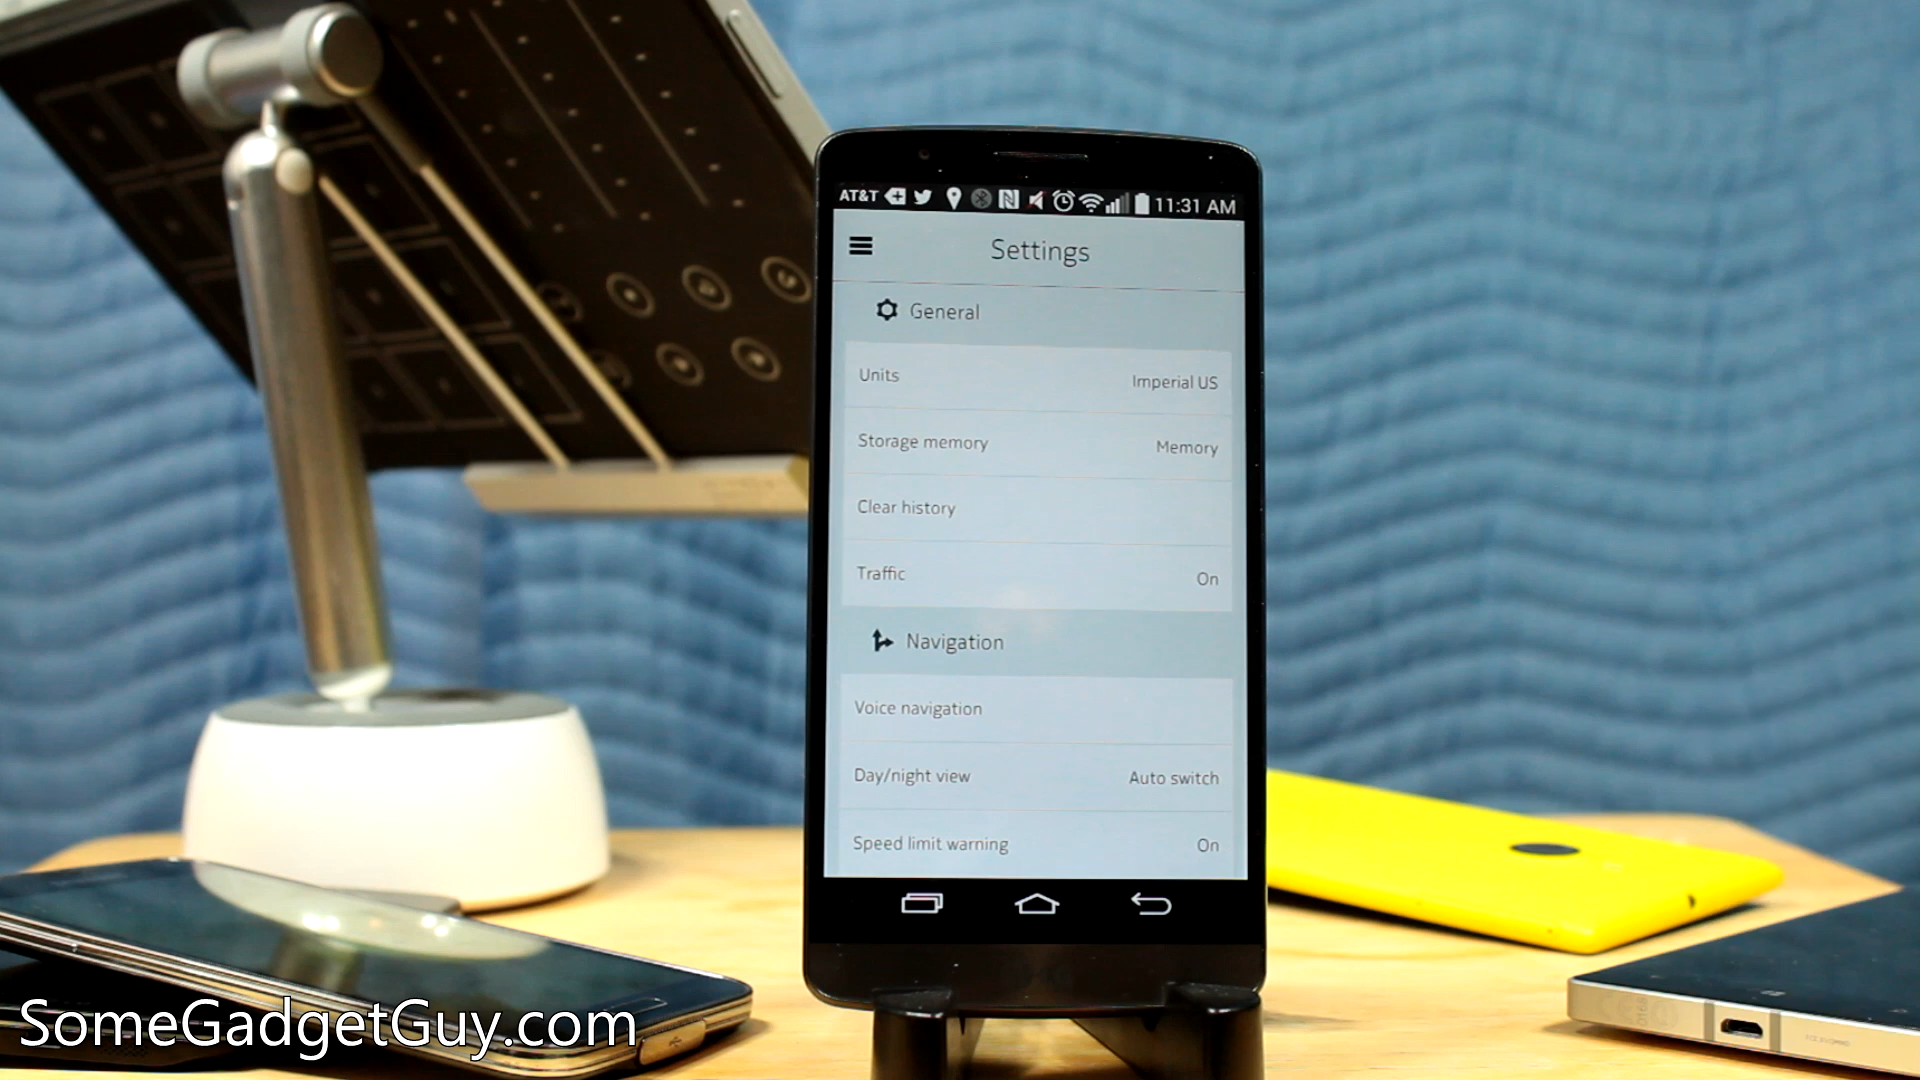 AT&T 11:31 AM
Settings
General
Units Imperial US
Storage memory Memory
Clear history
Traffic On
Navigation
Voice navigation
Day/night view Auto switch
Speed limit warning On
SomeGadgetGuy.com